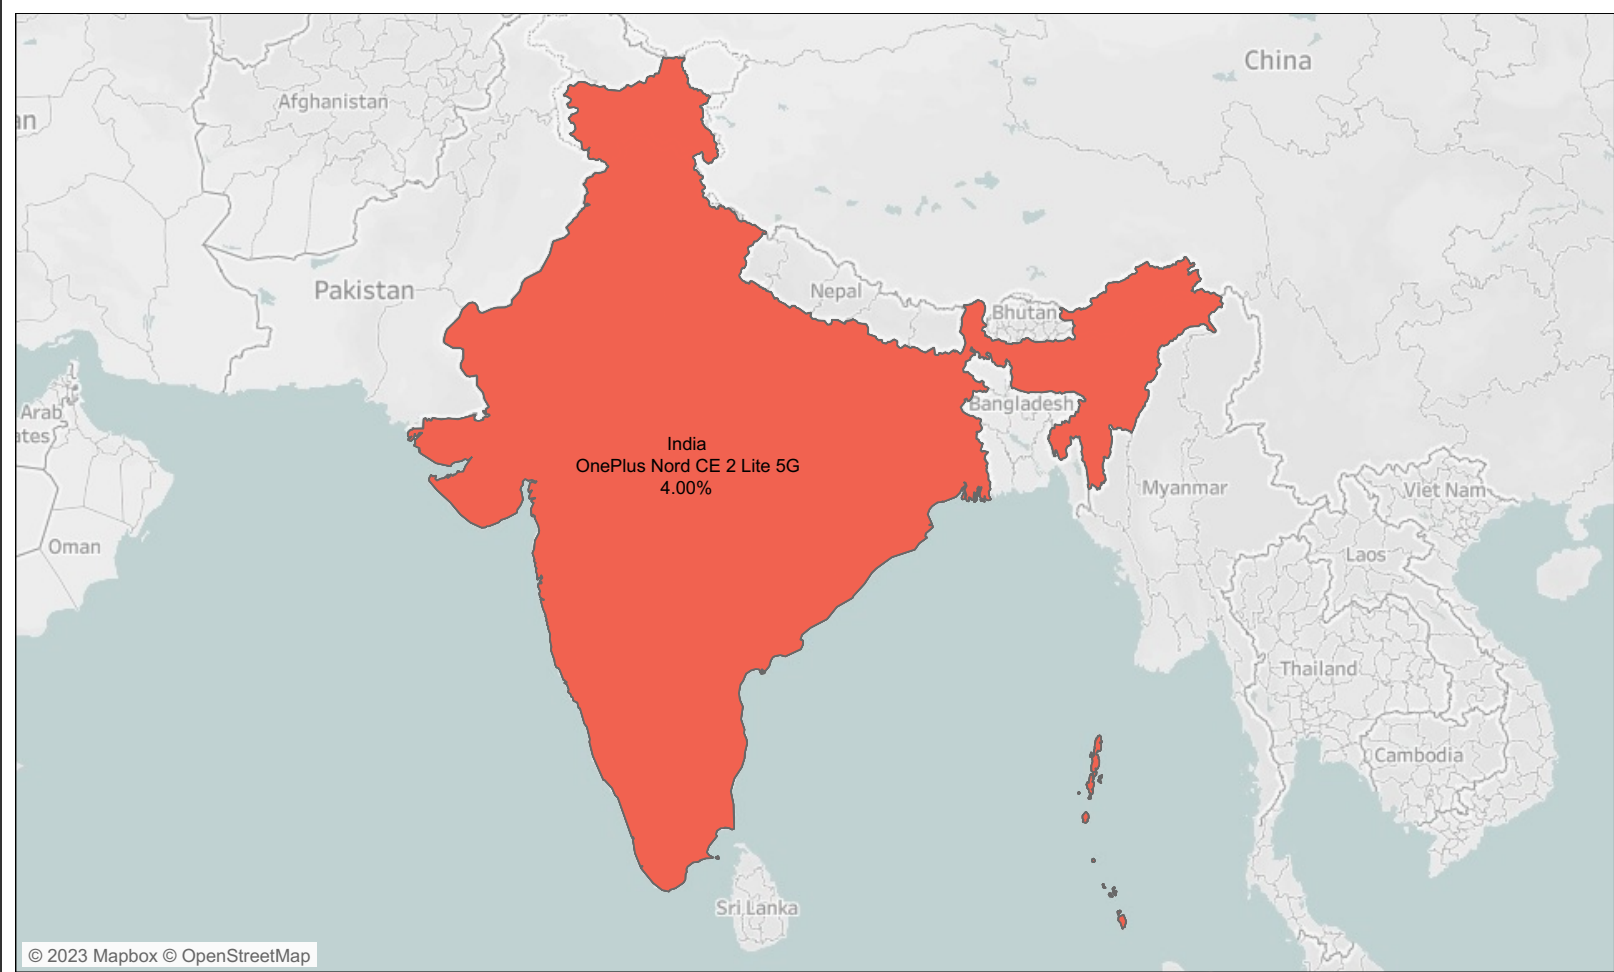 China
Afghanistan
an
Pakistan
Nepal
Bhutan
Arab
ates
Bangladesh
India
OnePlus Nord CE 2 Lite 5G
4.00%
Myanmar
Viet Nam
Oman
Laos
Thailand
Cambodia
Sri Lanka
© 2023 Mapbox © OpenStreetMap